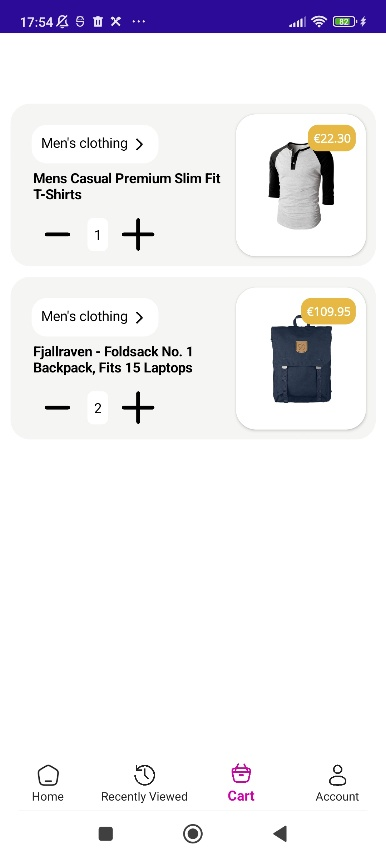 17:54
82
Men's clothing
€22.30
Mens Casual Premium Slim Fit
T-Shirts
1
Men's clothing
€109.95
Fjallraven - Foldsack No. 1
Backpack, Fits 15 Laptops
2
Home
Recently Viewed
Cart
Account